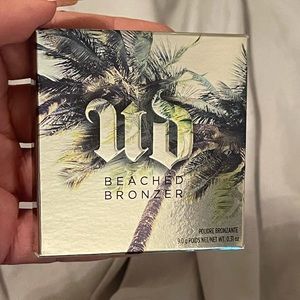 UD
BEACHED
BRONZER
POUDRE BRONZANTE
9.0 g POIDS NET/NET WT. 0.31 oz